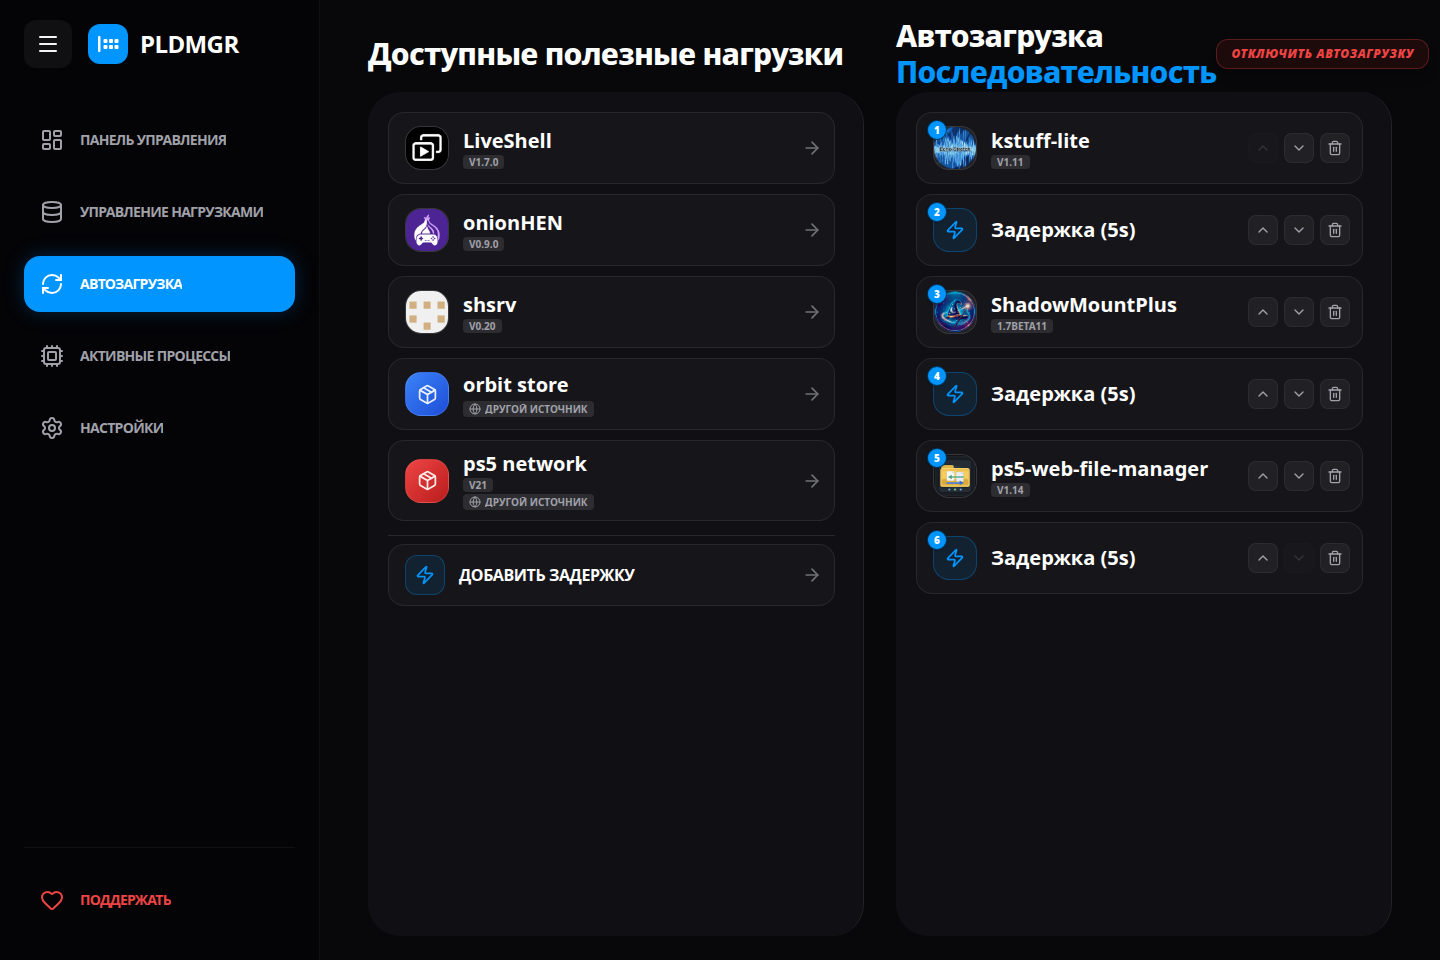 PLDMGR
ПАНЕЛЬ УПРАВЛЕНИЯ
УПРАВЛЕНИЕ НАГРУЗКАМИ
АВТОЗАГРУЗКА
АКТИВНЫЕ ПРОЦЕССЫ
НАСТРОЙКИ
ПОДДЕРЖАТЬ
Доступные полезные нагрузки
LiveShell
V1.7.0
onionHEN
V0.9.0
shsrv
V0.20
orbit store
ДРУГОЙ ИСТОЧНИК
ps5 network
V21
ДРУГОЙ ИСТОЧНИК
ДОБАВИТЬ ЗАДЕРЖКУ
Автозагрузка
Последовательность
ОТКЛЮЧИТЬ АВТОЗАГРУЗКУ
1
kstuff-lite
V1.11
2
Задержка (5s)
3
ShadowMountPlus
1.7BETA11
4
Задержка (5s)
5
ps5-web-file-manager
V1.14
6
Задержка (5s)